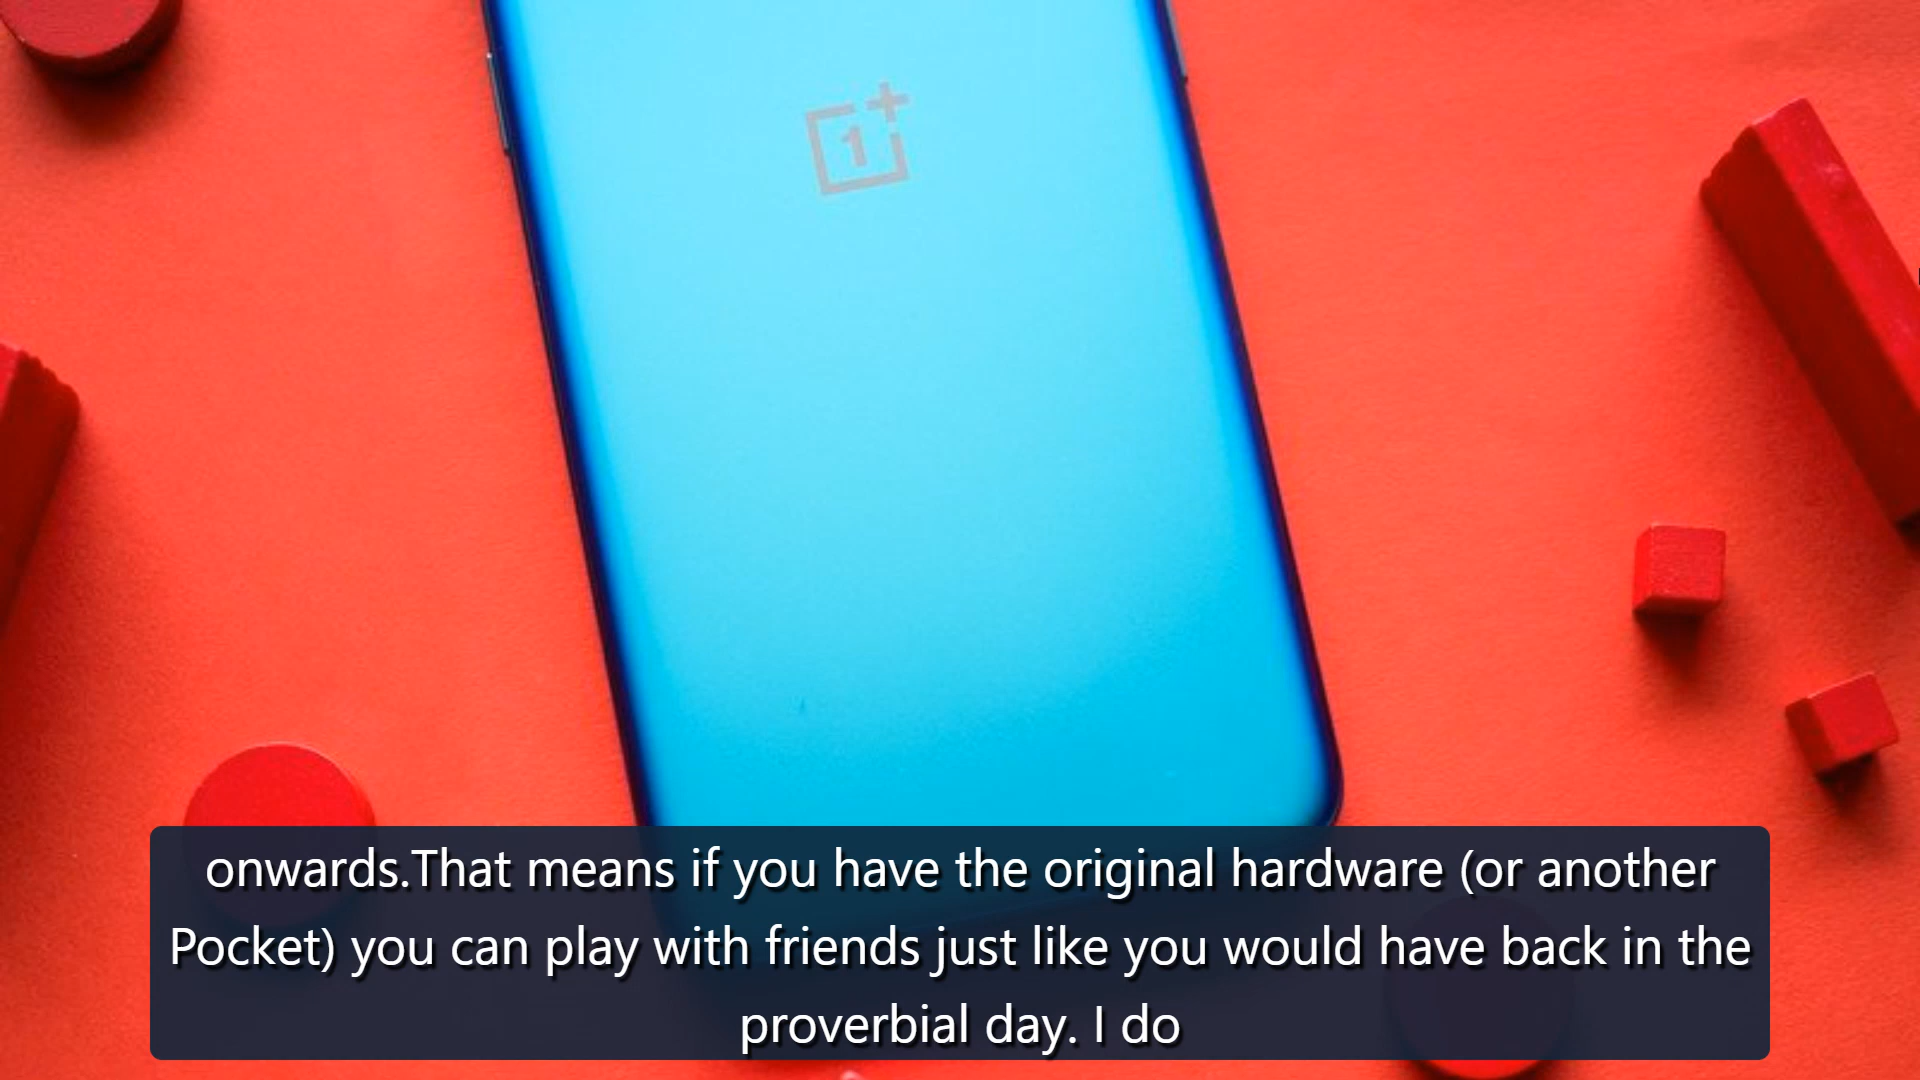 1+
onwards.That means if you have the original hardware (or another
Pocket) you can play with friends just like you would have back in the
proverbial day. I do